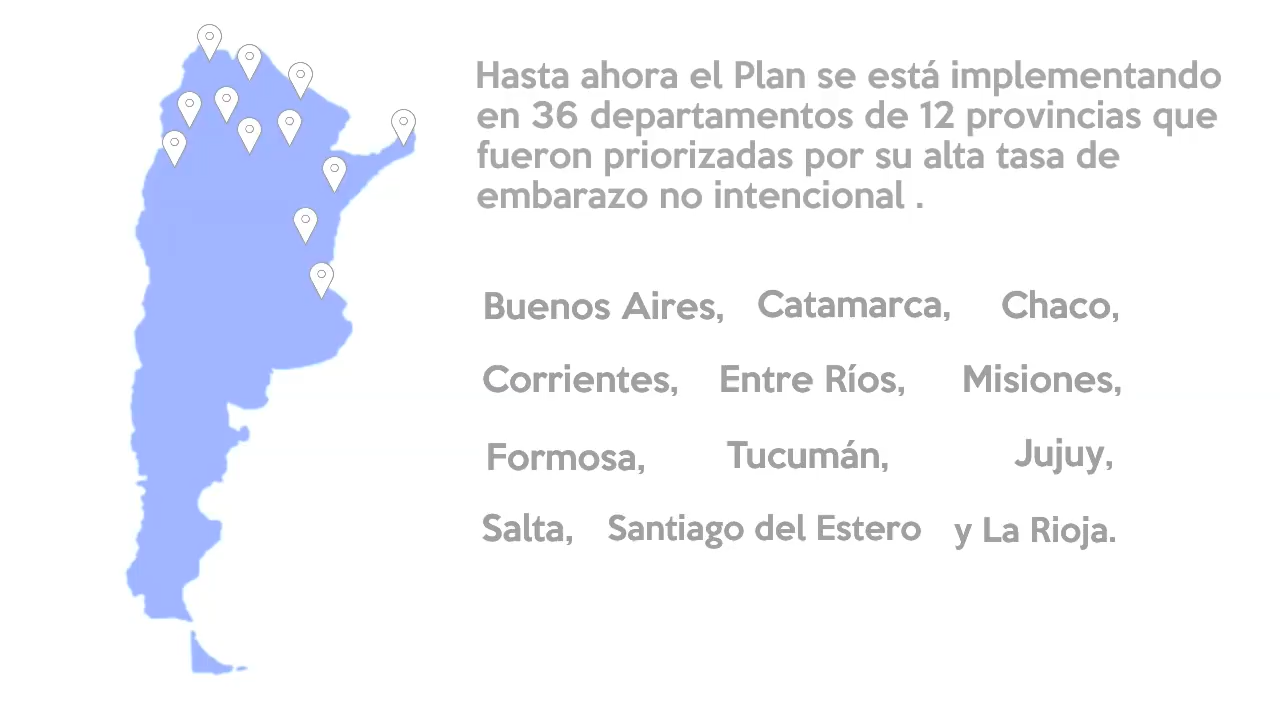 Hasta ahora el Plan se está implementando
en 36 departamentos de 12 provincias que
fueron priorizadas por su alta tasa de
embarazo no intencional .
Buenos Aires, Catamarca, Chaco,
Corrientes, Entre Ríos, Misiones,
Formosa, Tucumán, Jujuy,
Salta, Santiago del Estero y La Rioja.